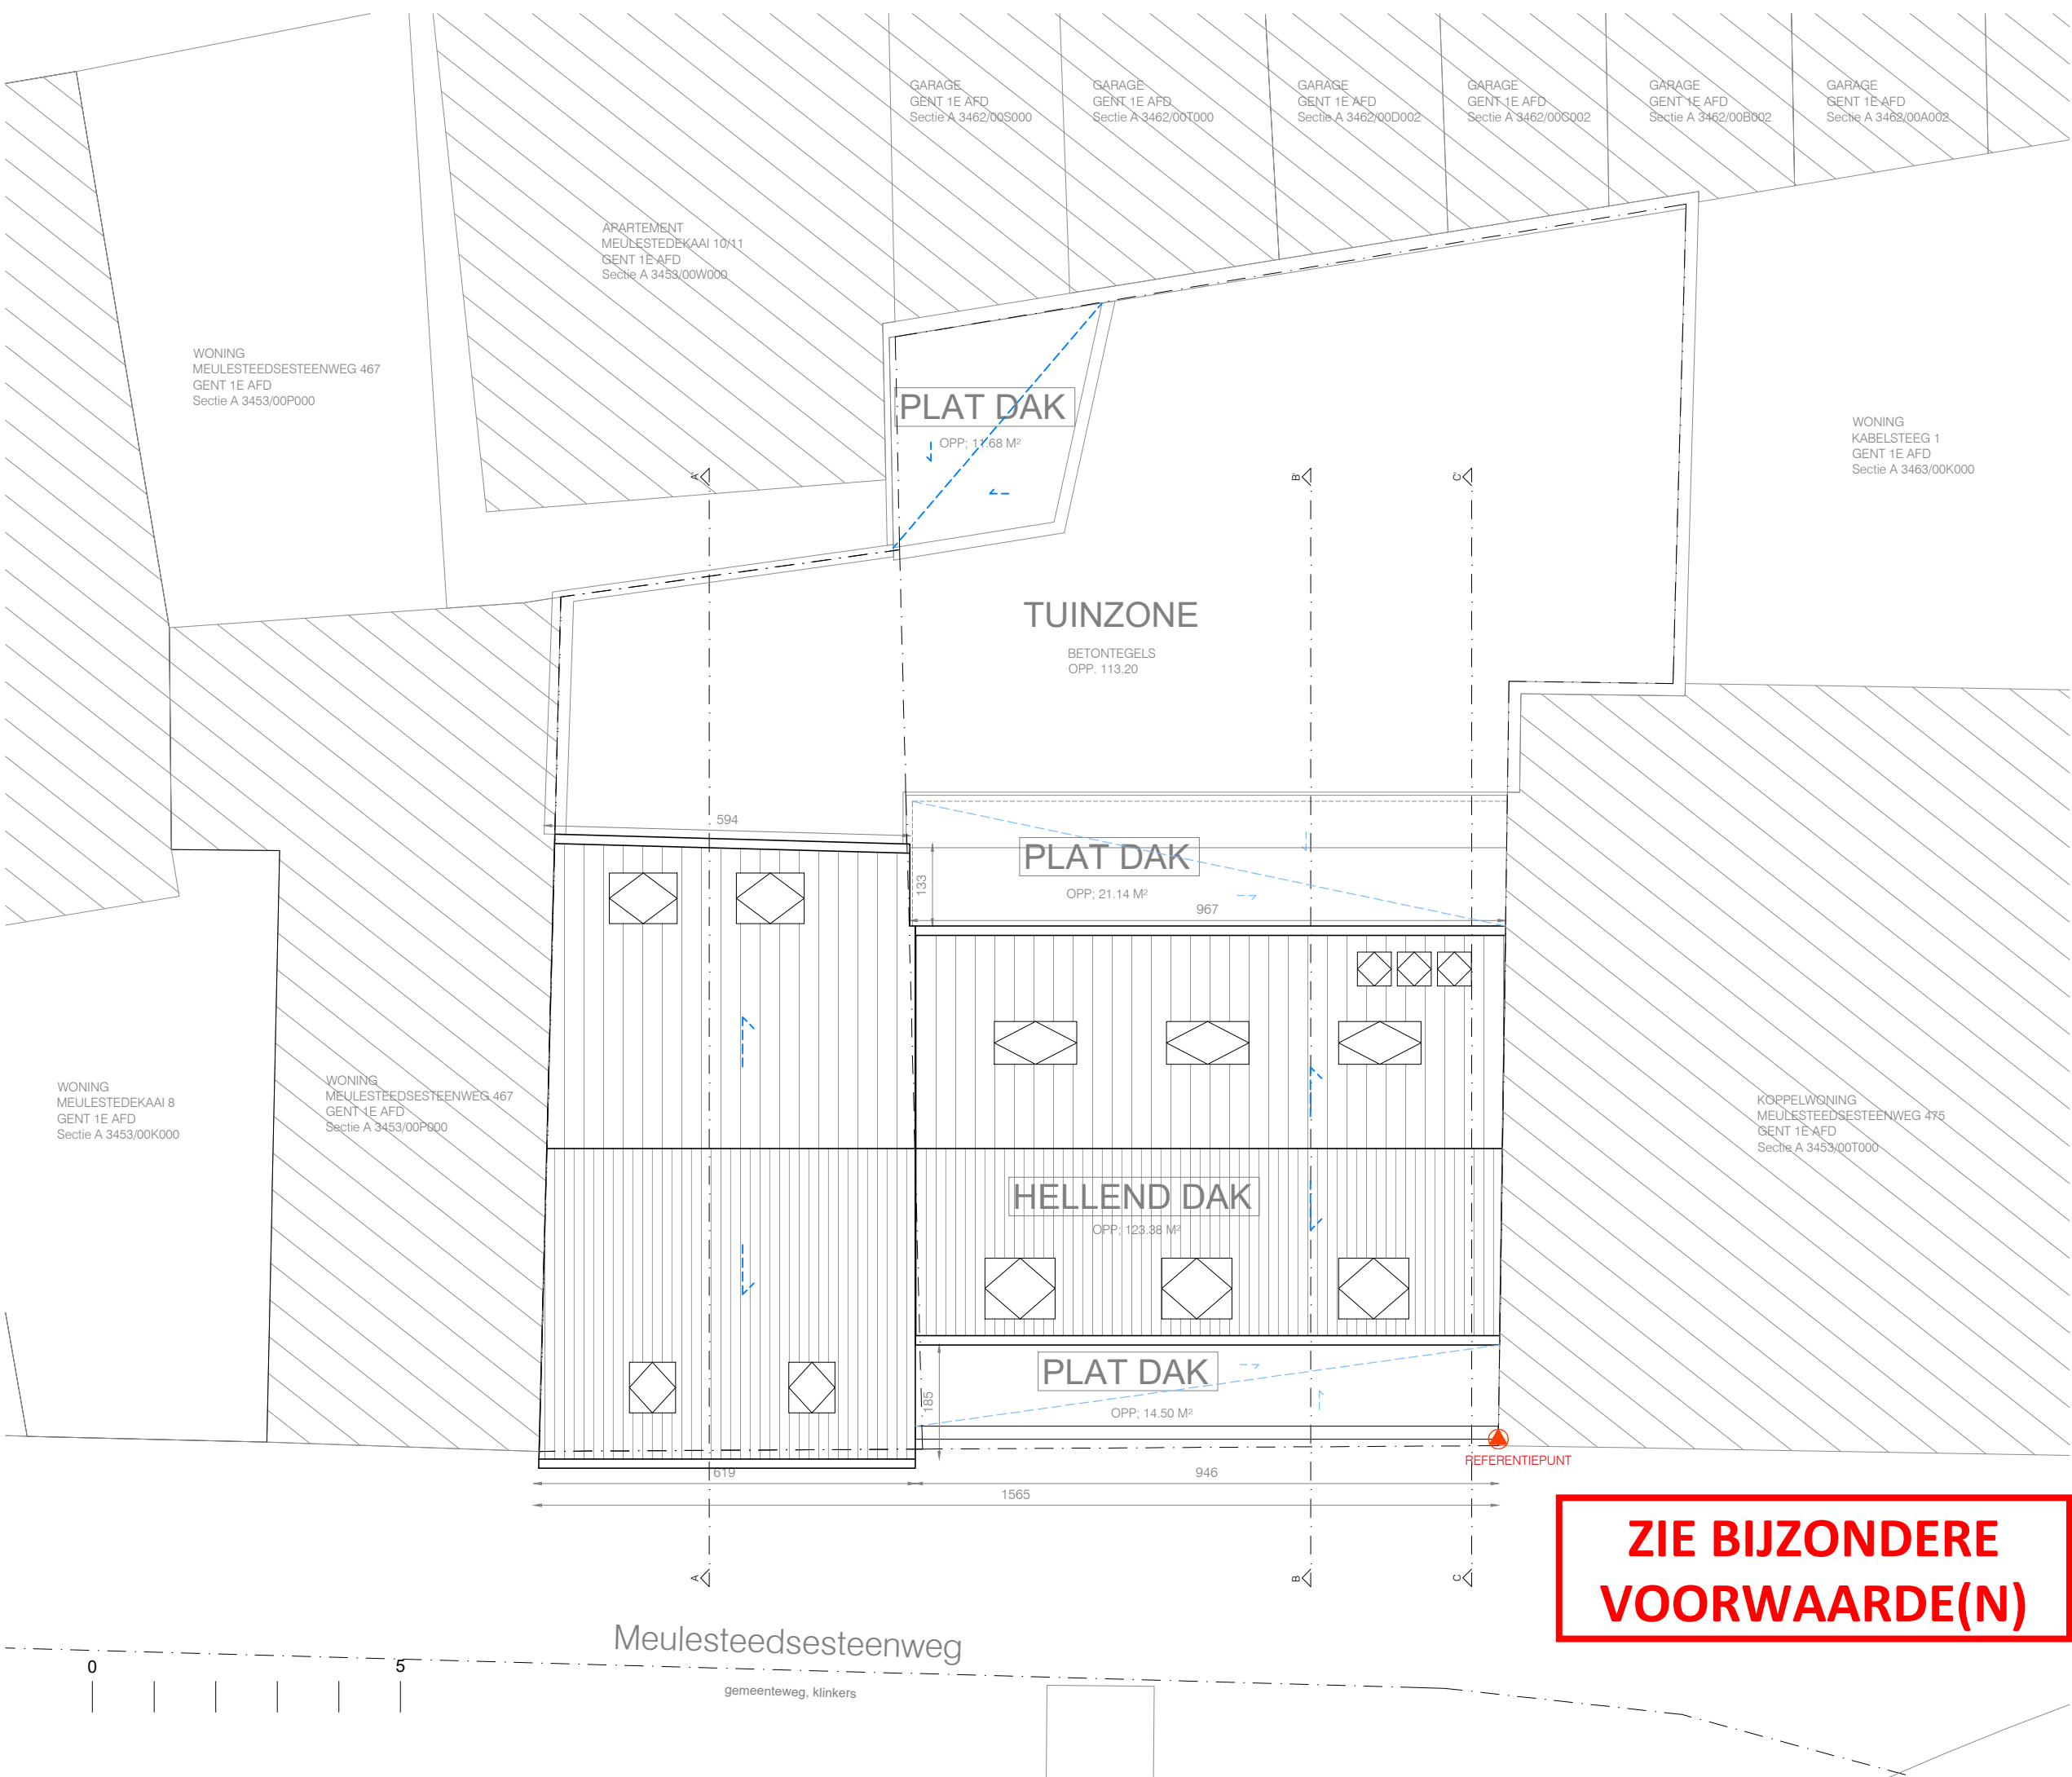 GARAGE
GENT 1E AFD
Sectie A 3462/00S000
GARAGE
GENT 1E AFD
Sectie A 3462/00T000
GARAGE
GENT 1E AFD
Sectie A 3462/00D002
GARAGE
GENT 1E AFD
Sectie A 3462/00C002
GARAGE
GENT 1E AFD
Sectie A 3462/00B002
GARAGE
GENT 1E AFD
Sectie A 3462/00A002
APARTEMENT
MEULESTEDEKAAI 10/11
GENT 1E AFD
Sectie A 3453/00W000
WONING
MEULESTEEDSESTEENWEG 467
GENT 1E AFD
Sectie A 3453/00P000
PLAT DAK
OPP; 11.68 M²
WONING
KABELSTEEG 1
GENT 1E AFD
Sectie A 3463/00K000
A'
B'
C'
TUINZONE
BETONTEGELS
OPP. 113.20
594
PLAT DAK
133
OPP; 21.14 M²
967
WONING
MEULESTEDEKAAI 8
GENT 1E AFD
Sectie A 3453/00K000
WONING
MEULESTEEDSESTEENWEG 467
GENT 1E AFD
Sectie A 3453/00P000
KOPPELWONING
MEULESTEEDSESTEENWEG 475
GENT 1E AFD
Sectie A 3453/00T000
HELLEND DAK
OPP; 123.38 M²
PLAT DAK
185
OPP; 14.50 M²
REFERENTIEPUNT
619
946
1565
ZIE BIJZONDERE
VOORWAARDE(N)
A
B
C
Meulesteedsesteenweg
0
5
gemeenteweg, klinkers